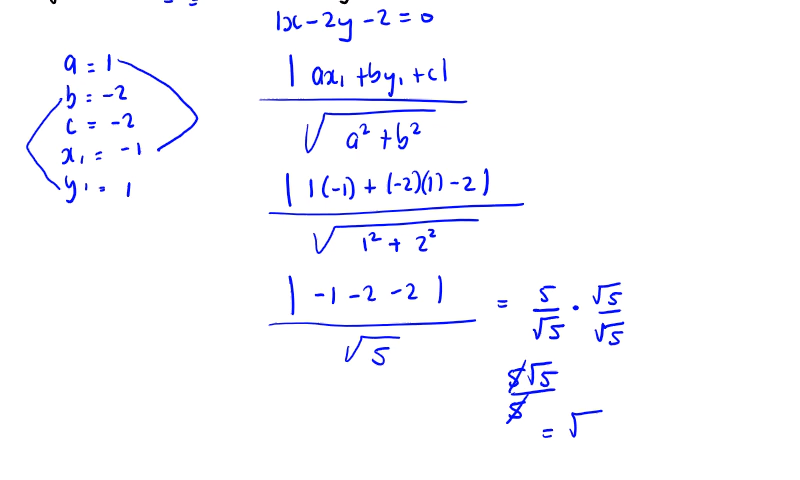 1x - 2y - 2 = 0
a = 1
b = -2
c = -2
x₁ = -1
y₁ = 1
| ax₁ + by₁ + c |
√ a² + b²
| 1(-1) + (-2)(1) - 2 |
√ 1² + 2²
| -1 - 2 - 2 |
√5
= 5/√5 · √5/√5
5√5
5
= √